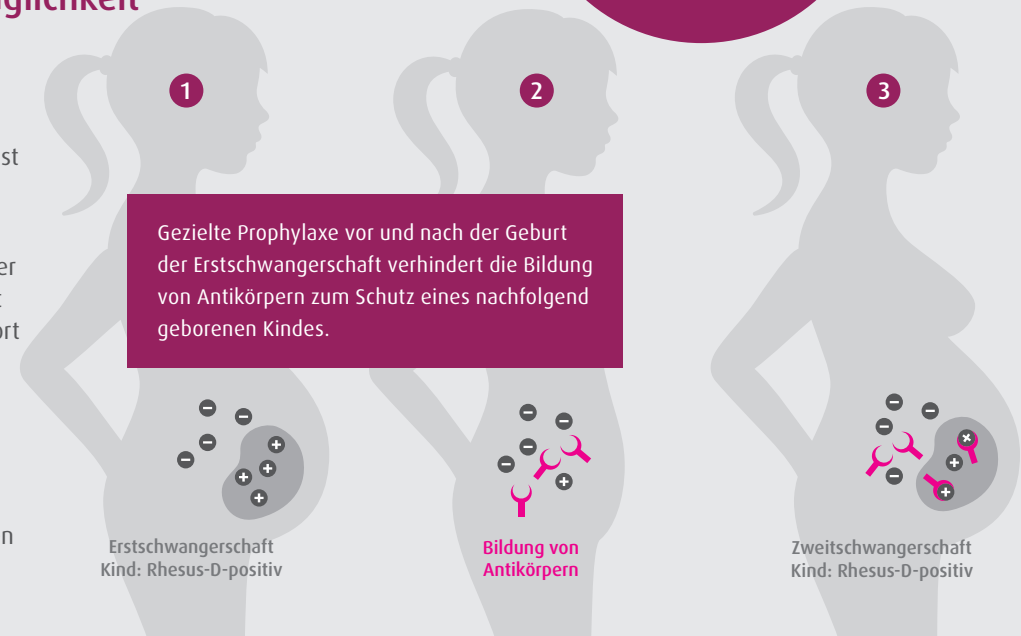 glichkeit
1
2
3
st
er
ort
n
Gezielte Prophylaxe vor und nach der Geburt
der Erstschwangerschaft verhindert die Bildung
von Antikörpern zum Schutz eines nachfolgend
geborenen Kindes.
Erstschwangerschaft
Kind: Rhesus-D-positiv
Bildung von
Antikörpern
Zweitschwangerschaft
Kind: Rhesus-D-positiv